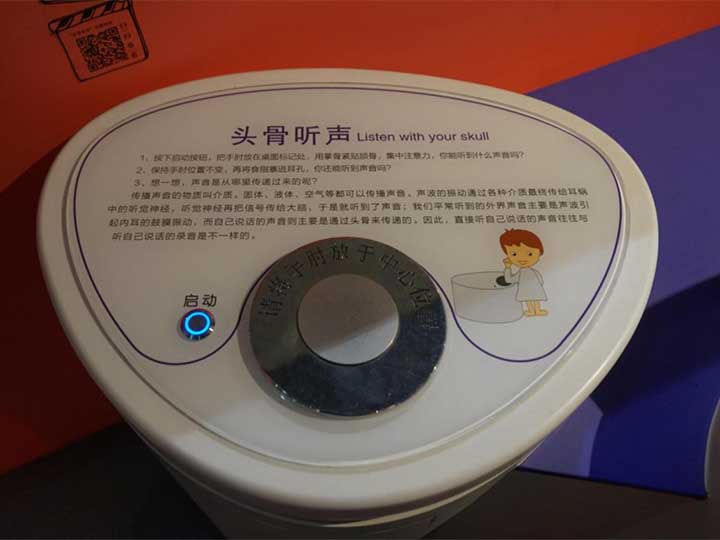 头骨听声 Listen with your skull
1、按下启动按钮，把手肘放在桌面标记处，用掌骨紧贴颌骨，集中注意力，你能听到什么声音吗？
2、保持手肘位置不变，再将食指塞进耳孔，你还能听到声音吗？
3、想一想，声音是从哪里传递过来的呢？
传播声音的物质叫介质。固体、液体、空气等都可以传播声音。声波的振动通过各种介质最终传给耳蜗
中的听觉神经，听觉神经再把信号传给大脑，于是就听到了声音；我们平常听到的外界声音主要是声波引
起内耳的鼓膜振动，而自己说话的声音则主要是通过头骨来传递的。因此，直接听自己说话的声音往往与
听自己说话的录音是不一样的。
请将手肘放于中心位置
启动